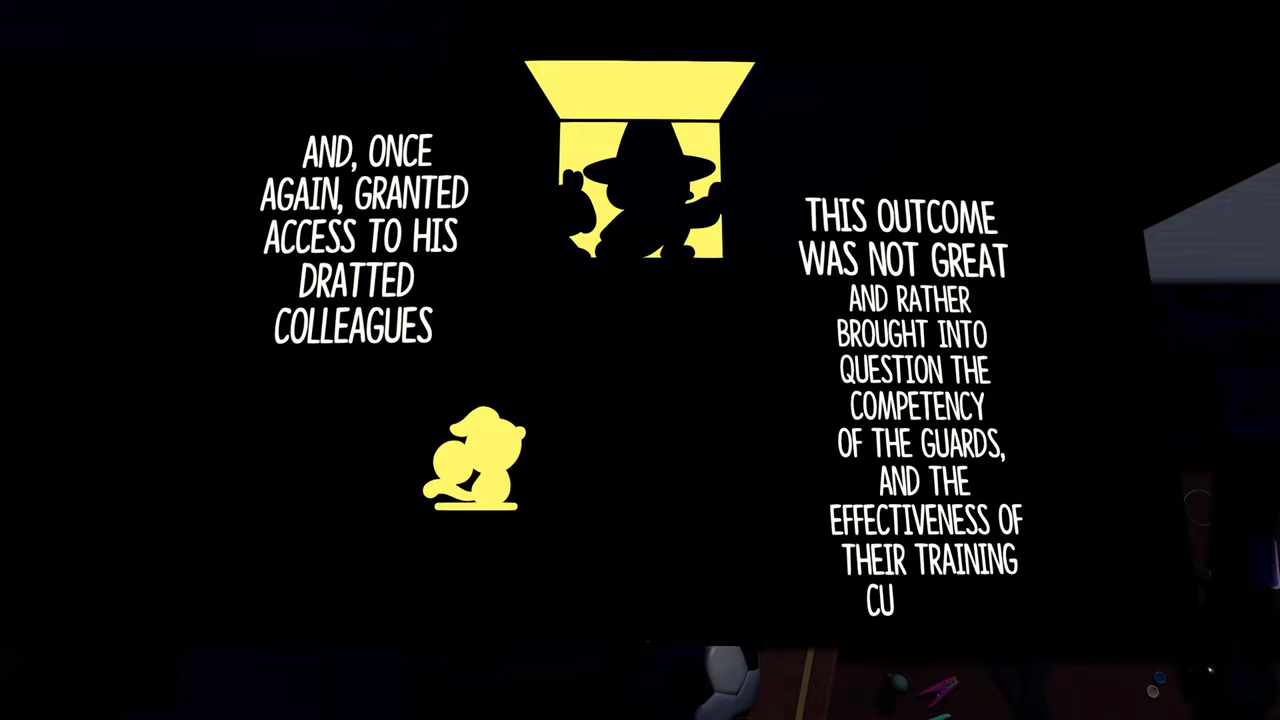 AND, ONCE
AGAIN, GRANTED
ACCESS TO HIS
DRATTED
COLLEAGUES
THIS OUTCOME
WAS NOT GREAT
AND RATHER
BROUGHT INTO
QUESTION THE
COMPETENCY
OF THE GUARDS,
AND THE
EFFECTIVENESS OF
THEIR TRAINING
CU